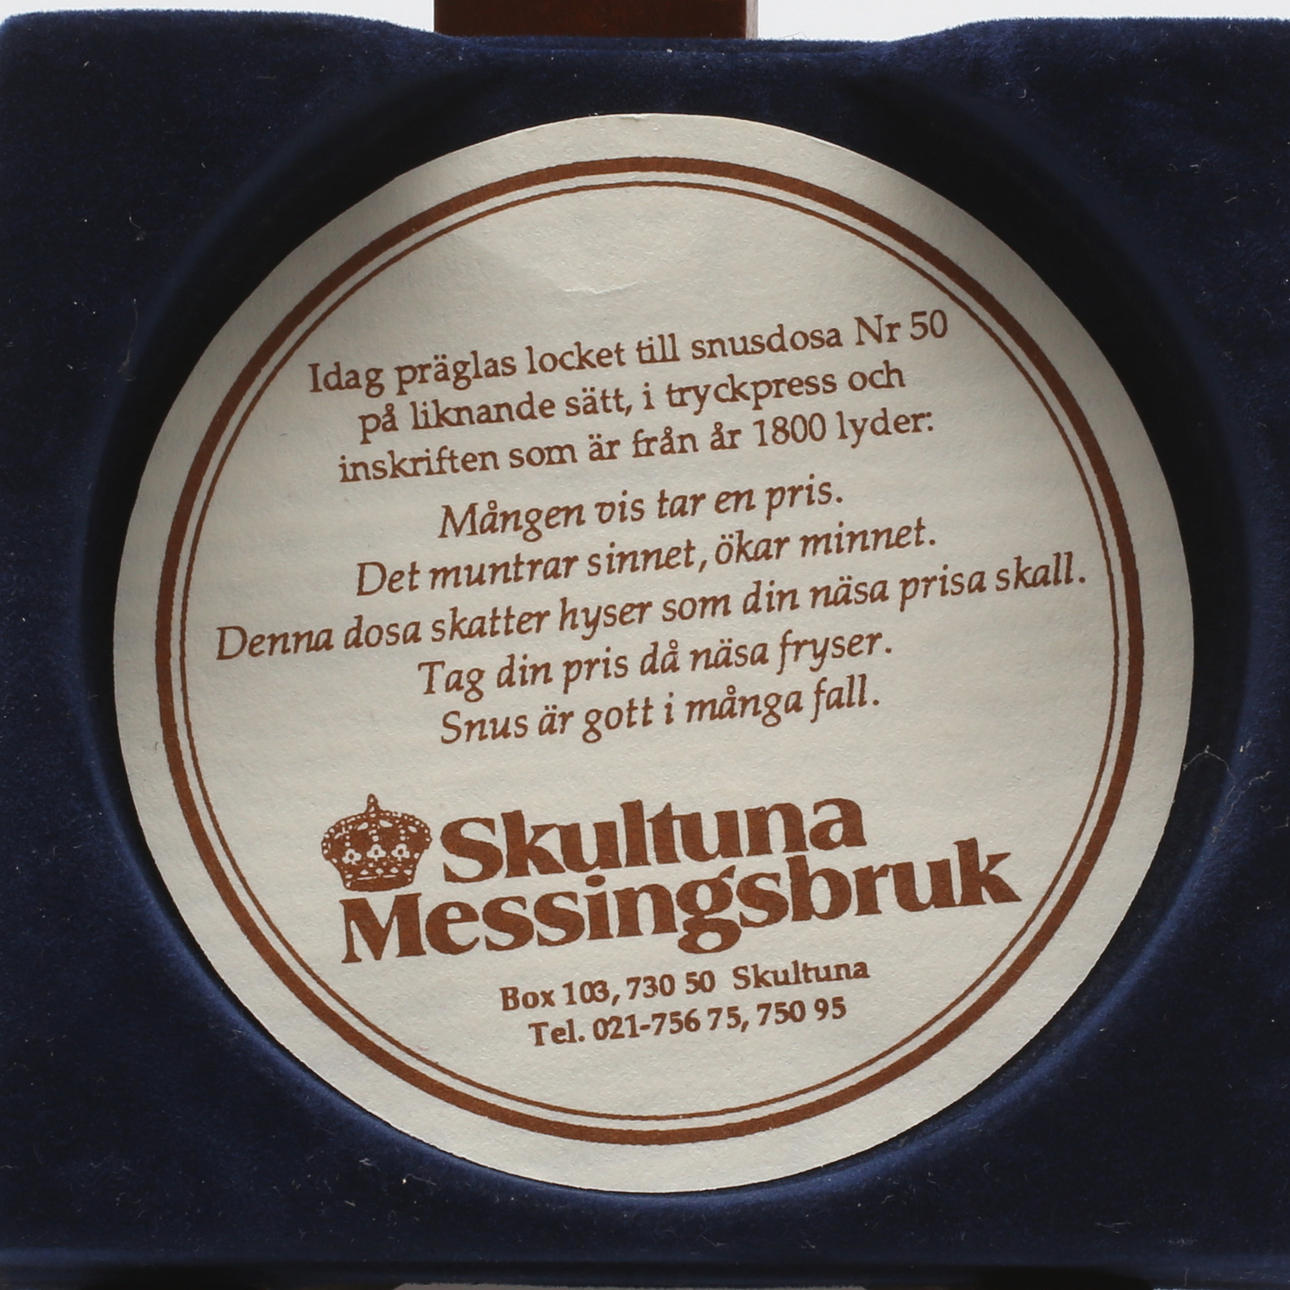 Idag präglas locket till snusdosa Nr 50
på liknande sätt, i tryckpress och
inskriften som är från år 1800 lyder:
Mången vis tar en pris.
Det muntrar sinnet, ökar minnet.
Denna dosa skatter hyser som din näsa prisa skall.
Tag din pris då näsa fryser.
Snus är gott i många fall.
Skultuna
Messingsbruk
Box 103, 730 50 Skultuna
Tel. 021-756 75, 750 95